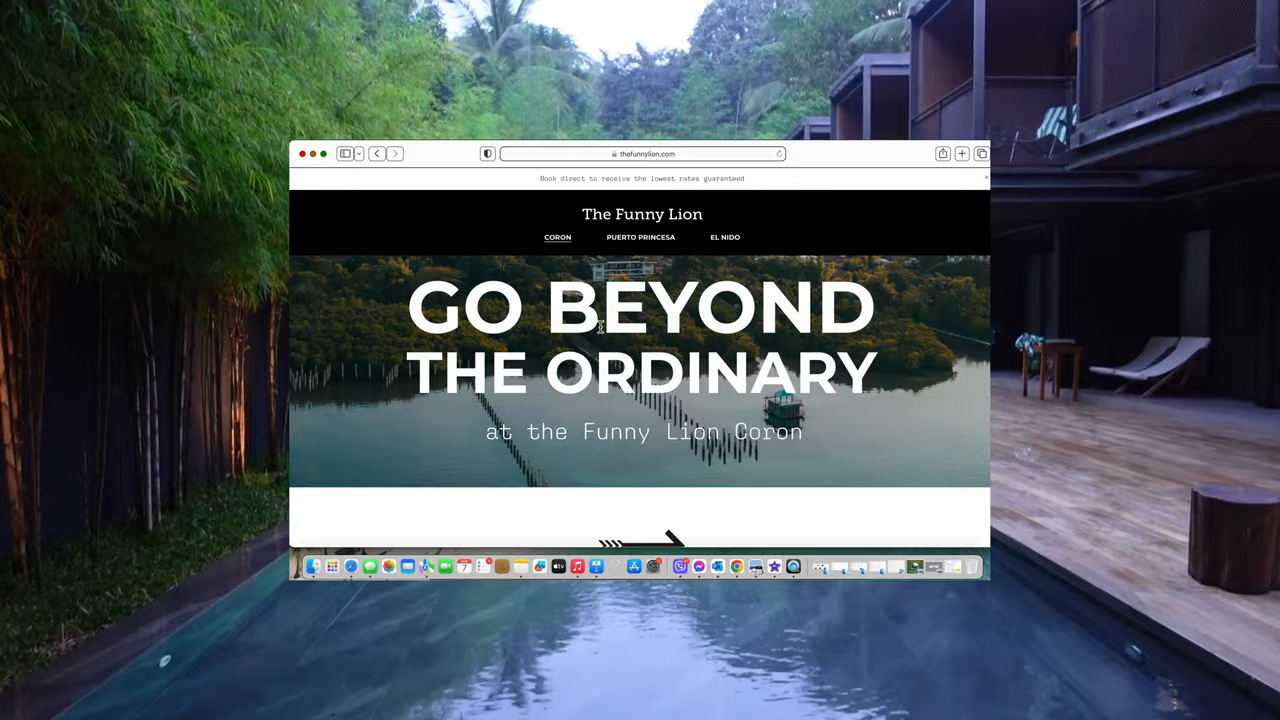 thefunnylion.com
Book direct to receive the lowest rates guaranteed
The Funny Lion
CORON PUERTO PRINCESA EL NIDO
GO BEYOND
THE ORDINARY
at the Funny Lion Coron
7